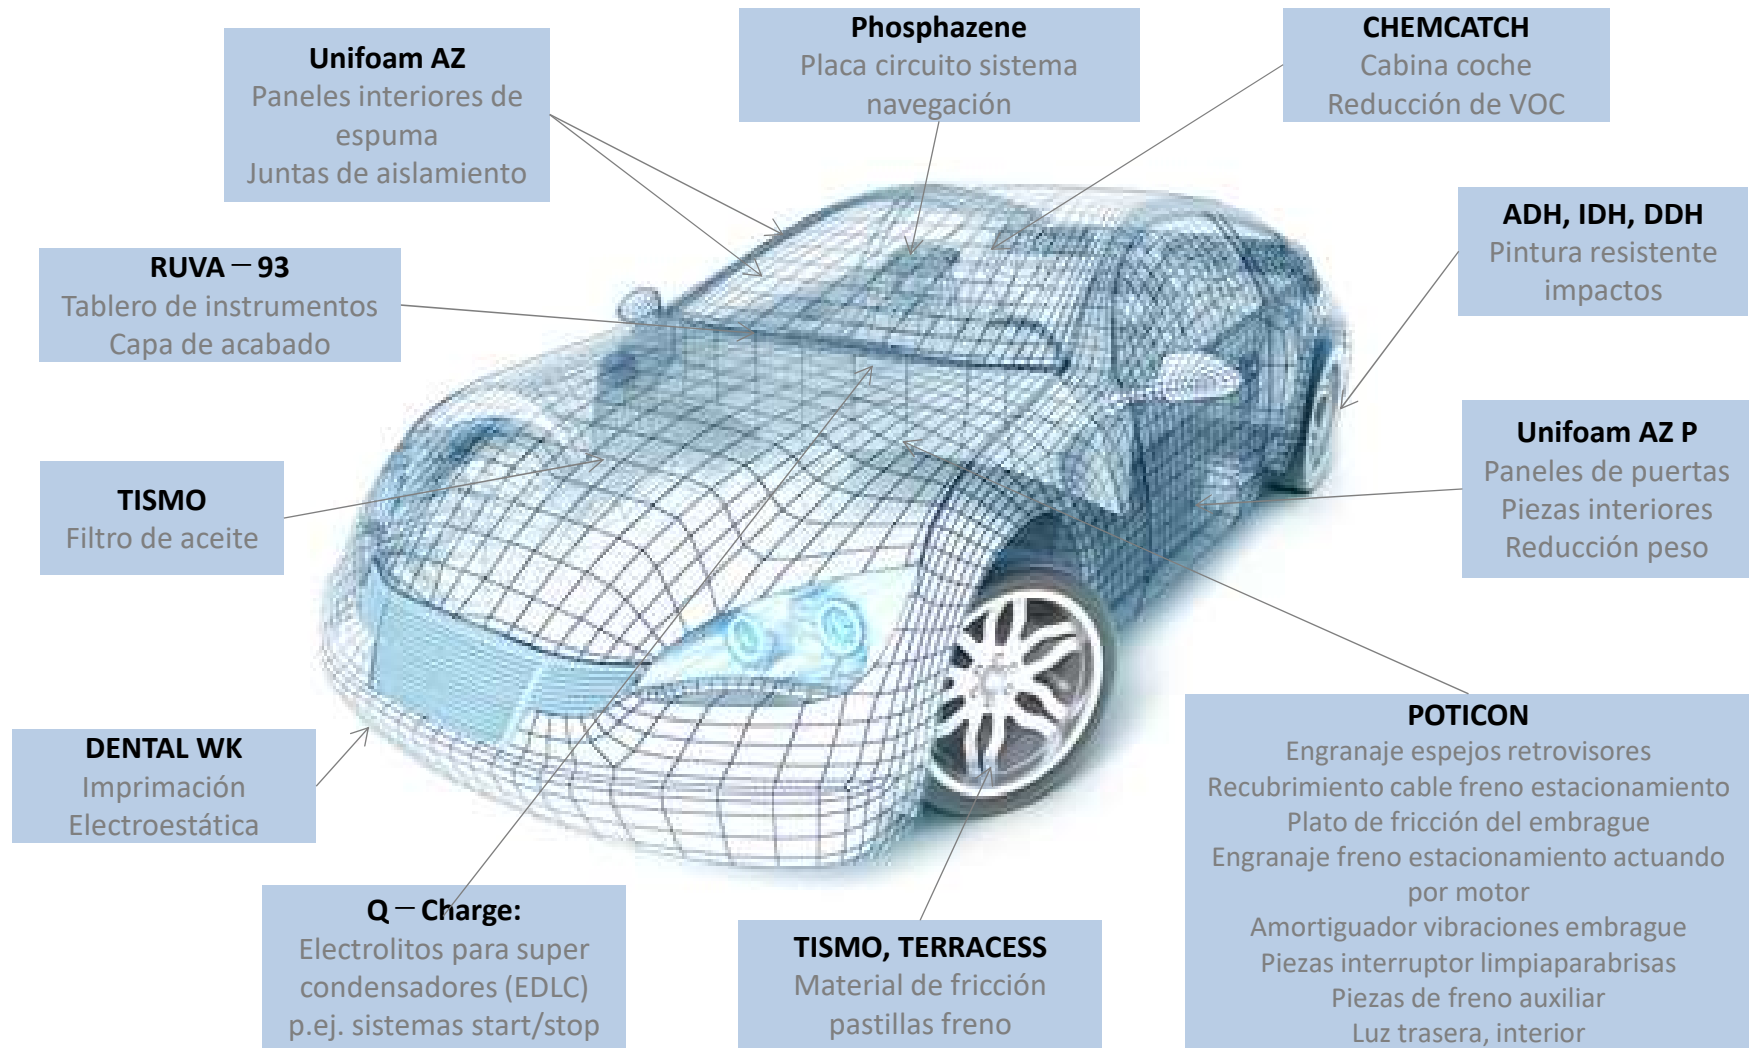 Unifoam AZ
Paneles interiores de
espuma
Juntas de aislamiento
Phosphazene
Placa circuito sistema
navegación
CHEMCATCH
Cabina coche
Reducción de VOC
ADH, IDH, DDH
Pintura resistente
impactos
RUVA – 93
Tablero de instrumentos
Capa de acabado
Unifoam AZ P
Paneles de puertas
Piezas interiores
Reducción peso
TISMO
Filtro de aceite
DENTAL WK
Imprimación
Electroestática
POTICON
Engranaje espejos retrovisores
Recubrimiento cable freno estacionamiento
Plato de fricción del embrague
Engranaje freno estacionamiento actuando
por motor
Amortiguador vibraciones embrague
Piezas interruptor limpiaparabrisas
Piezas de freno auxiliar
Luz trasera, interior
Q – Charge:
Electrolitos para super
condensadores (EDLC)
p.ej. sistemas start/stop
TISMO, TERRACESS
Material de fricción
pastillas freno